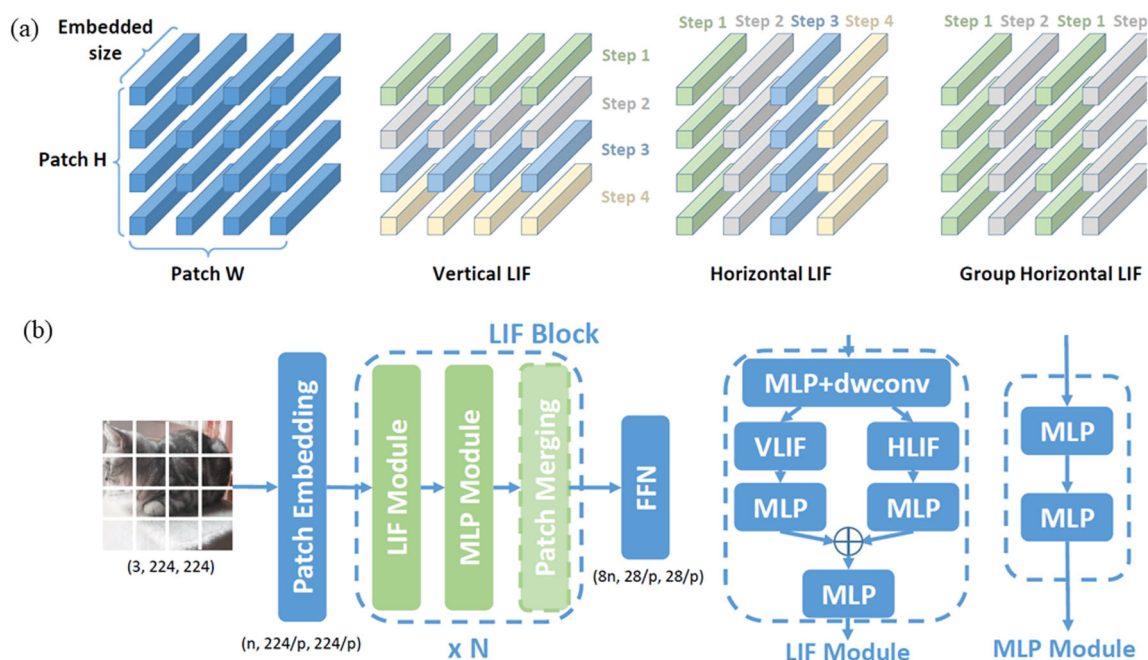 (a)
Embedded
size
Patch H
Patch W
Step 1
Step 2
Step 3
Step 4
Vertical LIF
Step 1 Step 2 Step 3 Step 4
Horizontal LIF
Step 1 Step 2 Step 1 Step
Group Horizontal LIF
(b)
(3, 224, 224)
Patch Embedding
(n, 224/p, 224/p)
LIF Block
LIF Module
MLP Module
Patch Merging
x N
FFN
(8n, 28/p, 28/p)
MLP+dwconv
VLIF
HLIF
MLP
MLP
MLP
LIF Module
MLP
MLP
MLP Module